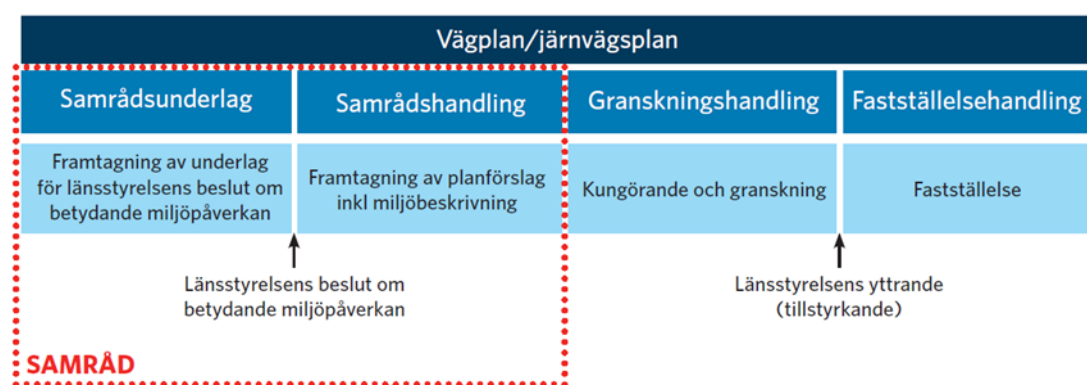 Vägplan/järnvägsplan
Samrådsunderlag
Samrådshandling
Granskningshandling
Fastställelsehandling
Framtagning av underlag
för länsstyrelsens beslut om
betydande miljöpåverkan
Framtagning av planförslag
inkl miljöbeskrivning
Kungörande och granskning
Fastställelse
Länsstyrelsens beslut om
betydande miljöpåverkan
Länsstyrelsens yttrande
(tillstyrkande)
SAMRÅD